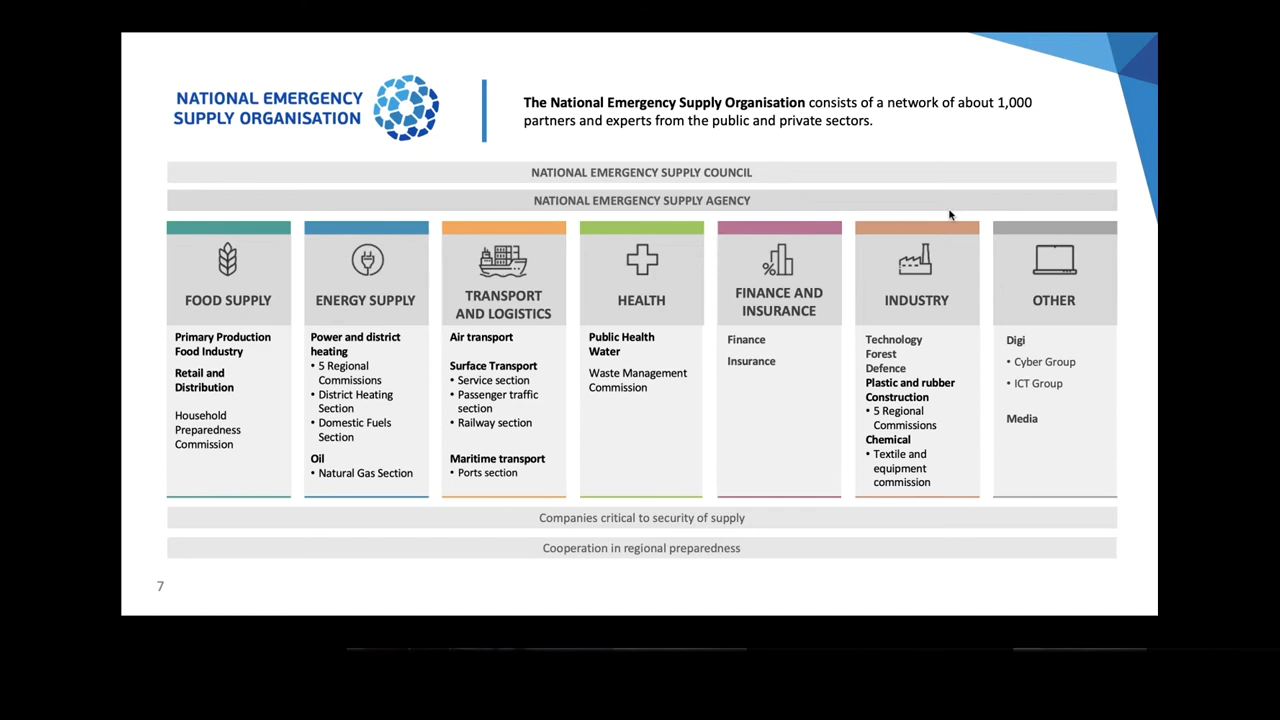 NATIONAL EMERGENCY
SUPPLY ORGANISATION
The National Emergency Supply Organisation consists of a network of about 1,000
partners and experts from the public and private sectors.
NATIONAL EMERGENCY SUPPLY COUNCIL
NATIONAL EMERGENCY SUPPLY AGENCY
FOOD SUPPLY
Primary Production
Food Industry
Retail and
Distribution
Household
Preparedness
Commission
ENERGY SUPPLY
Power and district
heating
• 5 Regional
Commissions
• District Heating
Section
• Domestic Fuels
Section
Oil
• Natural Gas Section
TRANSPORT
AND LOGISTICS
Air transport
Surface Transport
• Service section
• Passenger traffic
section
• Railway section
Maritime transport
• Ports section
HEALTH
Public Health
Water
Waste Management
Commission
%
FINANCE AND
INSURANCE
Finance
Insurance
INDUSTRY
Technology
Forest
Defence
Plastic and rubber
Construction
• 5 Regional
Commissions
Chemical
• Textile and
equipment
commission
OTHER
Digi
• Cyber Group
• ICT Group
Media
Companies critical to security of supply
Cooperation in regional preparedness
7